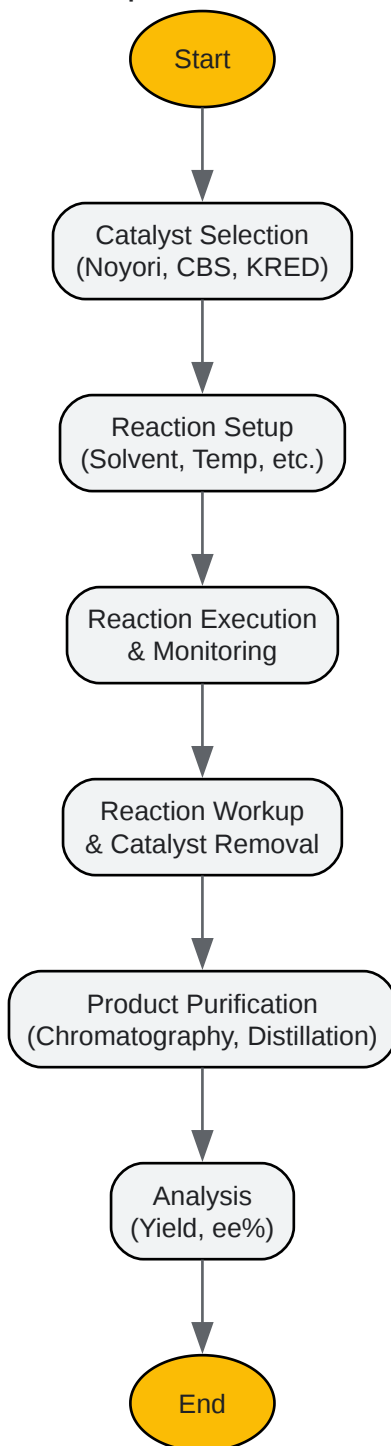 Start
Catalyst Selection
(Noyori, CBS, KRED)
Reaction Setup
(Solvent, Temp, etc.)
Reaction Execution
& Monitoring
Reaction Workup
& Catalyst Removal
Product Purification
(Chromatography, Distillation)
Analysis
(Yield, ee%)
End